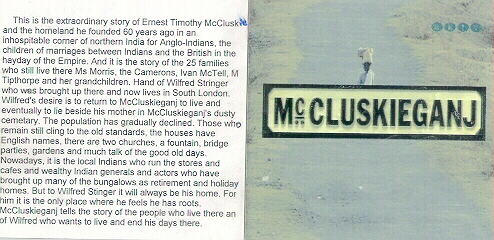 This is the extraordinary story of Ernest Timothy McCluskie
and the homeland he founded 60 years ago in an
inhospitable corner of northern India for Anglo-Indians, the
children of marriages between Indians and the British in the
hayday of the Empire. And it is the story of the 25 families
who still live there Ms Morris, the Camerons, Ivan McTell, M
Tipthorpe and her grandchildren. Hand of Wilfred Stringer
who was brought up there and now lives in South London.
Wilfred's desire is to return to McCluskieganj to live and
eventually to lie beside his mother in McCluskieganj's dusty
cemetary. The population has gradually declined. Those who
remain still cling to the old standards, the houses have
English names, there are two churches, a fountain, bridge
parties, gardens and much talk of the good old days.
Nowadays, it is the local Indians who run the stores and
cafes and wealthy Indian generals and actors who have
brought up many of the bungalows as retirement and holiday
homes. But to Wilfred Stinger it will always be his home. For
him it is the only place where he feels he has roots.
McCluskieganj tells the story of the people who live there an
of Wilfred who wants to live and end his days there.
McCLUSKIEGANJ